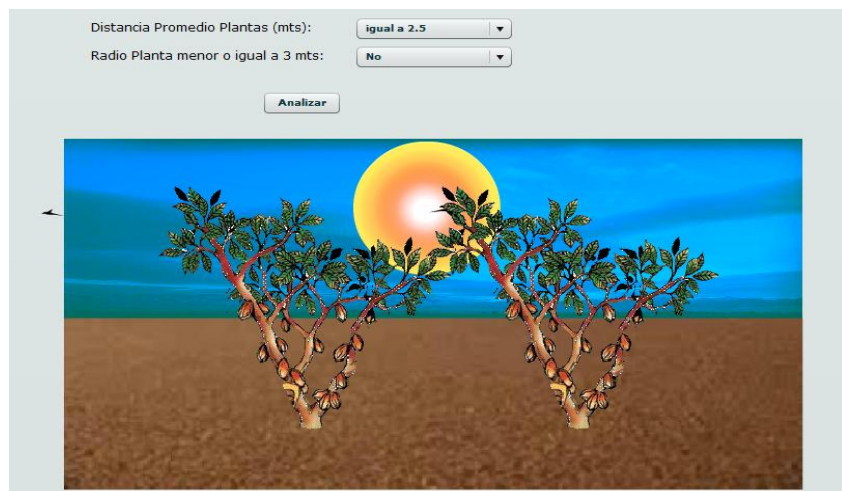 Distancia Promedio Plantas (mts): igual a 2.5
Radio Planta menor o igual a 3 mts: No
Analizar